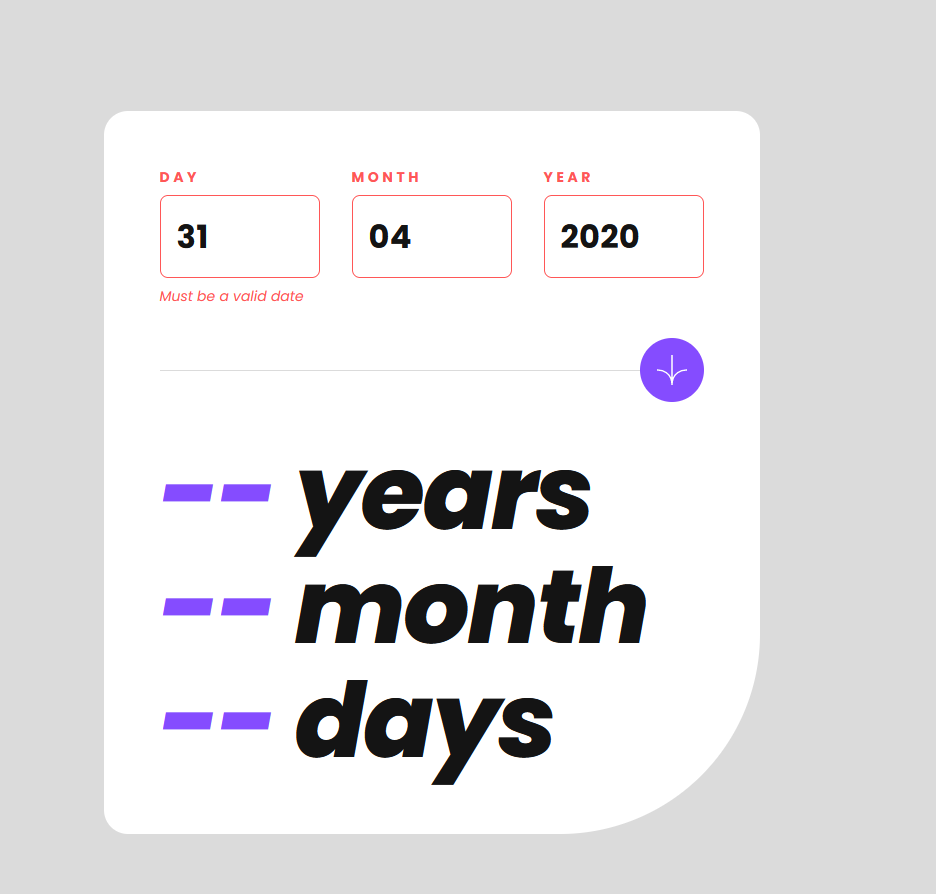 DAY MONTH YEAR
31 04 2020
Must be a valid date
-- years
-- month
-- days